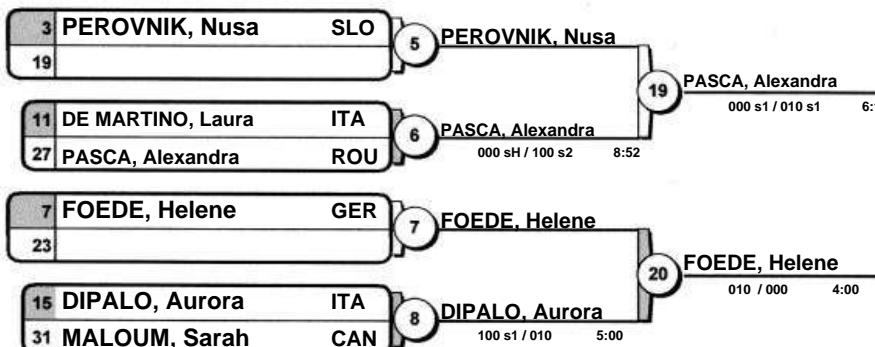 3 PEROVNIK, Nusa SLO
19
5
PEROVNIK, Nusa
11 DE MARTINO, Laura ITA
27 PASCA, Alexandra ROU
6
PASCA, Alexandra
000 sH / 100 s2 8:52
19
PASCA, Alexandra
000 s1 / 010 s1
7 FOEDE, Helene GER
23
7
FOEDE, Helene
15 DIPALO, Aurora ITA
31 MALOUM, Sarah CAN
8
DIPALO, Aurora
100 s1 / 010 5:00
20
FOEDE, Helene
010 / 000 4:00